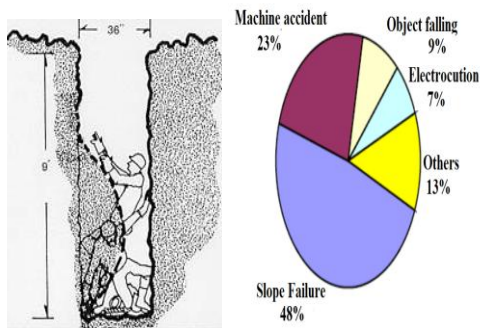 36"
9'
Machine accident
23%
Object falling
9%
Electrocution
7%
Others
13%
Slope Failure
48%